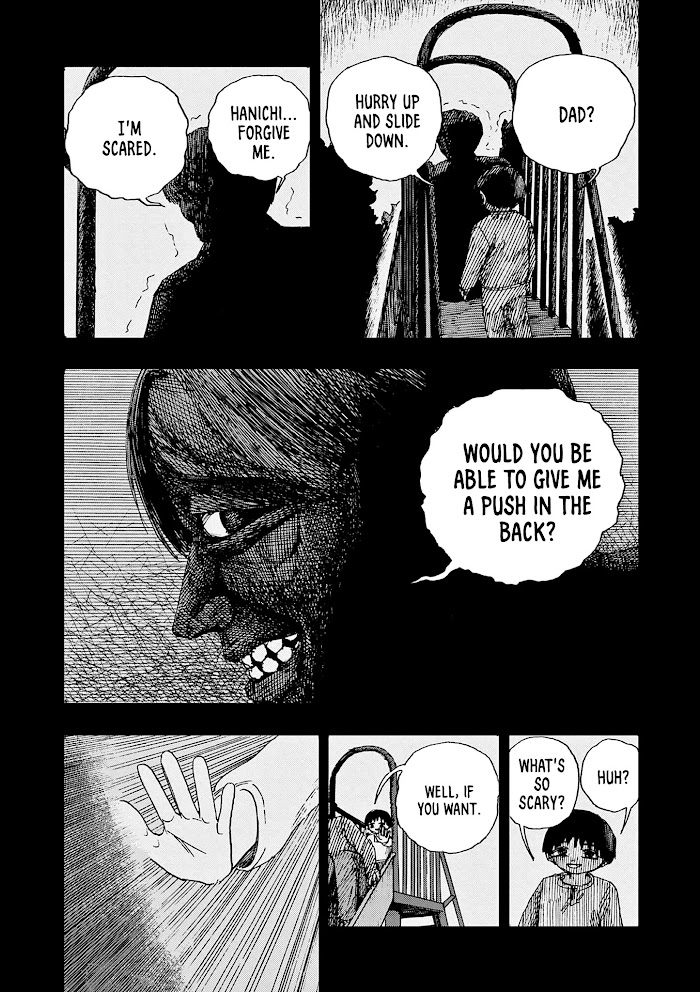 DAD?
HURRY UP
AND SLIDE
DOWN.
HANICHI...
FORGIVE
ME.
I'M
SCARED.
WOULD YOU BE
ABLE TO GIVE ME
A PUSH IN THE
BACK?
HUH?
WHAT'S
SO
SCARY?
WELL, IF
YOU WANT.